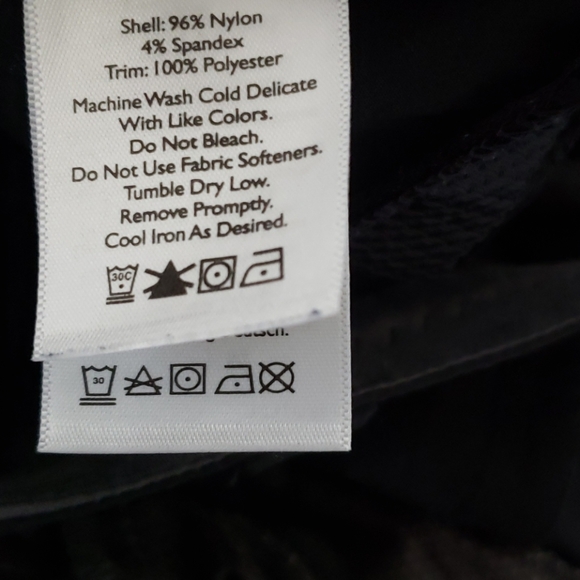 Shell: 96% Nylon
4% Spandex
Trim: 100% Polyester
Machine Wash Cold Delicate
With Like Colors.
Do Not Bleach.
Do Not Use Fabric Softeners.
Tumble Dry Low.
Remove Promptly.
Cool Iron As Desired.
30C
30